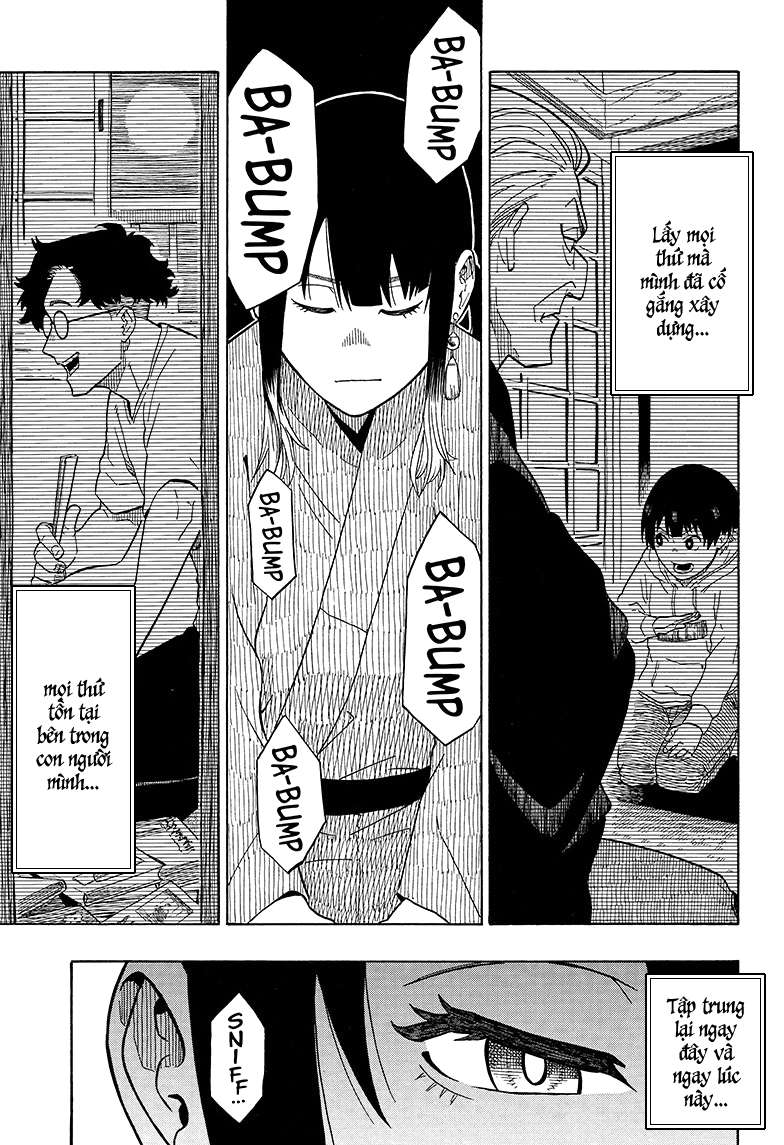 BA-BUMP
Lấy mọi
thứ mà
mình đã cố
gắng xây
dựng...
BA-BUMP
BA-BUMP
BA-BUMP
BA-BUMP
mọi thứ
tồn tại
bên trong
con người
mình...
Tập trung
lại ngay
đây và
ngay lúc
này...
SNIFF...